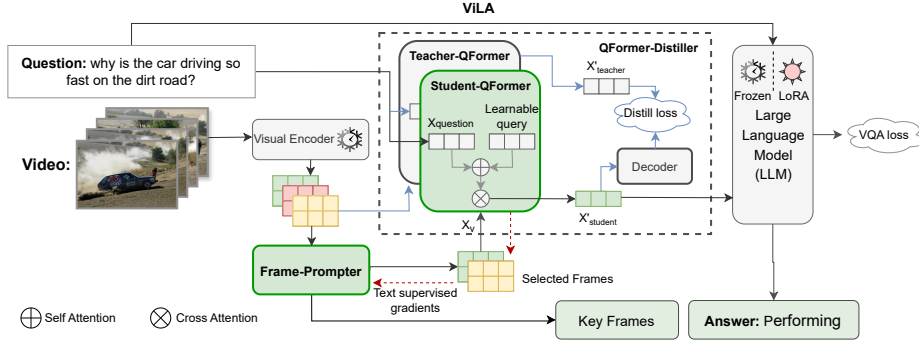 ViLA
Question: why is the car driving so
fast on the dirt road?
Video:
Visual Encoder
Teacher-QFormer
Student-QFormer
Xquestion
Learnable
query
QFormer-Distiller
X'teacher
Distill loss
Decoder
X'student
Xv
Frozen
LoRA
Large
Language
Model
(LLM)
VQA loss
Frame-Prompter
Selected Frames
Text supervised
gradients
Self Attention
Cross Attention
Key Frames
Answer: Performing